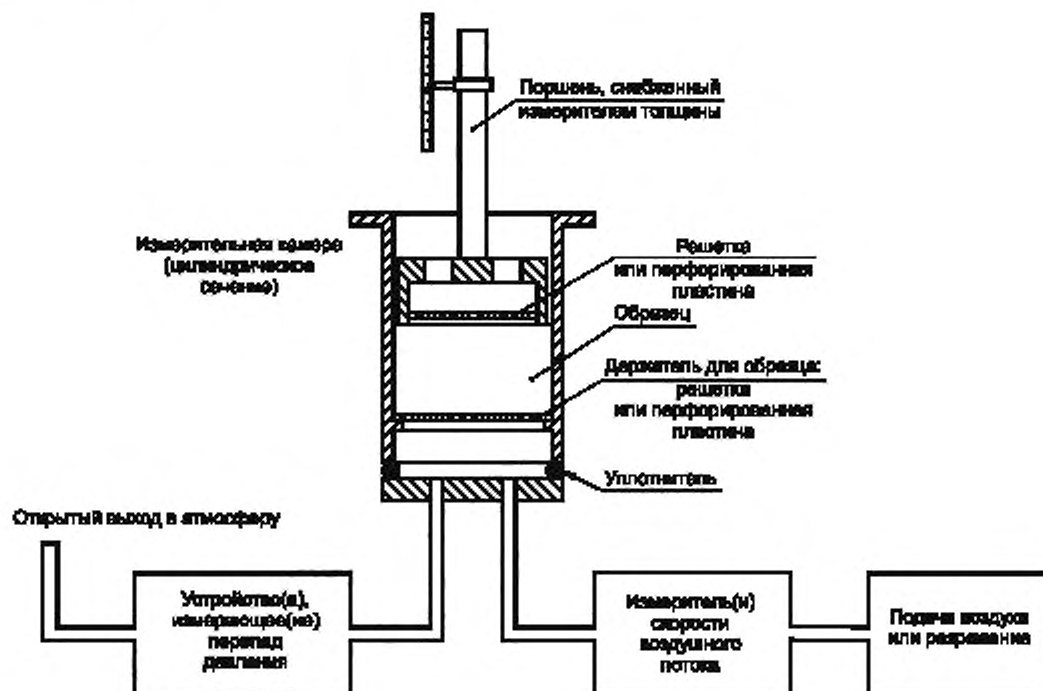 Поршень, снабженный
измерителем толщины
Измерительная камера
(цилиндрическое
сечение)
Решетка
или перфорированная
пластина
Образец
Держатель для образца:
решетка
или перфорированная
пластина
Уплотнитель
Открытый выход в атмосферу
Устройство(а),
измеряющее(ие)
перепад
давления
Измеритель(и)
скорости
воздушного
потока
Подача воздуха
или разрежение